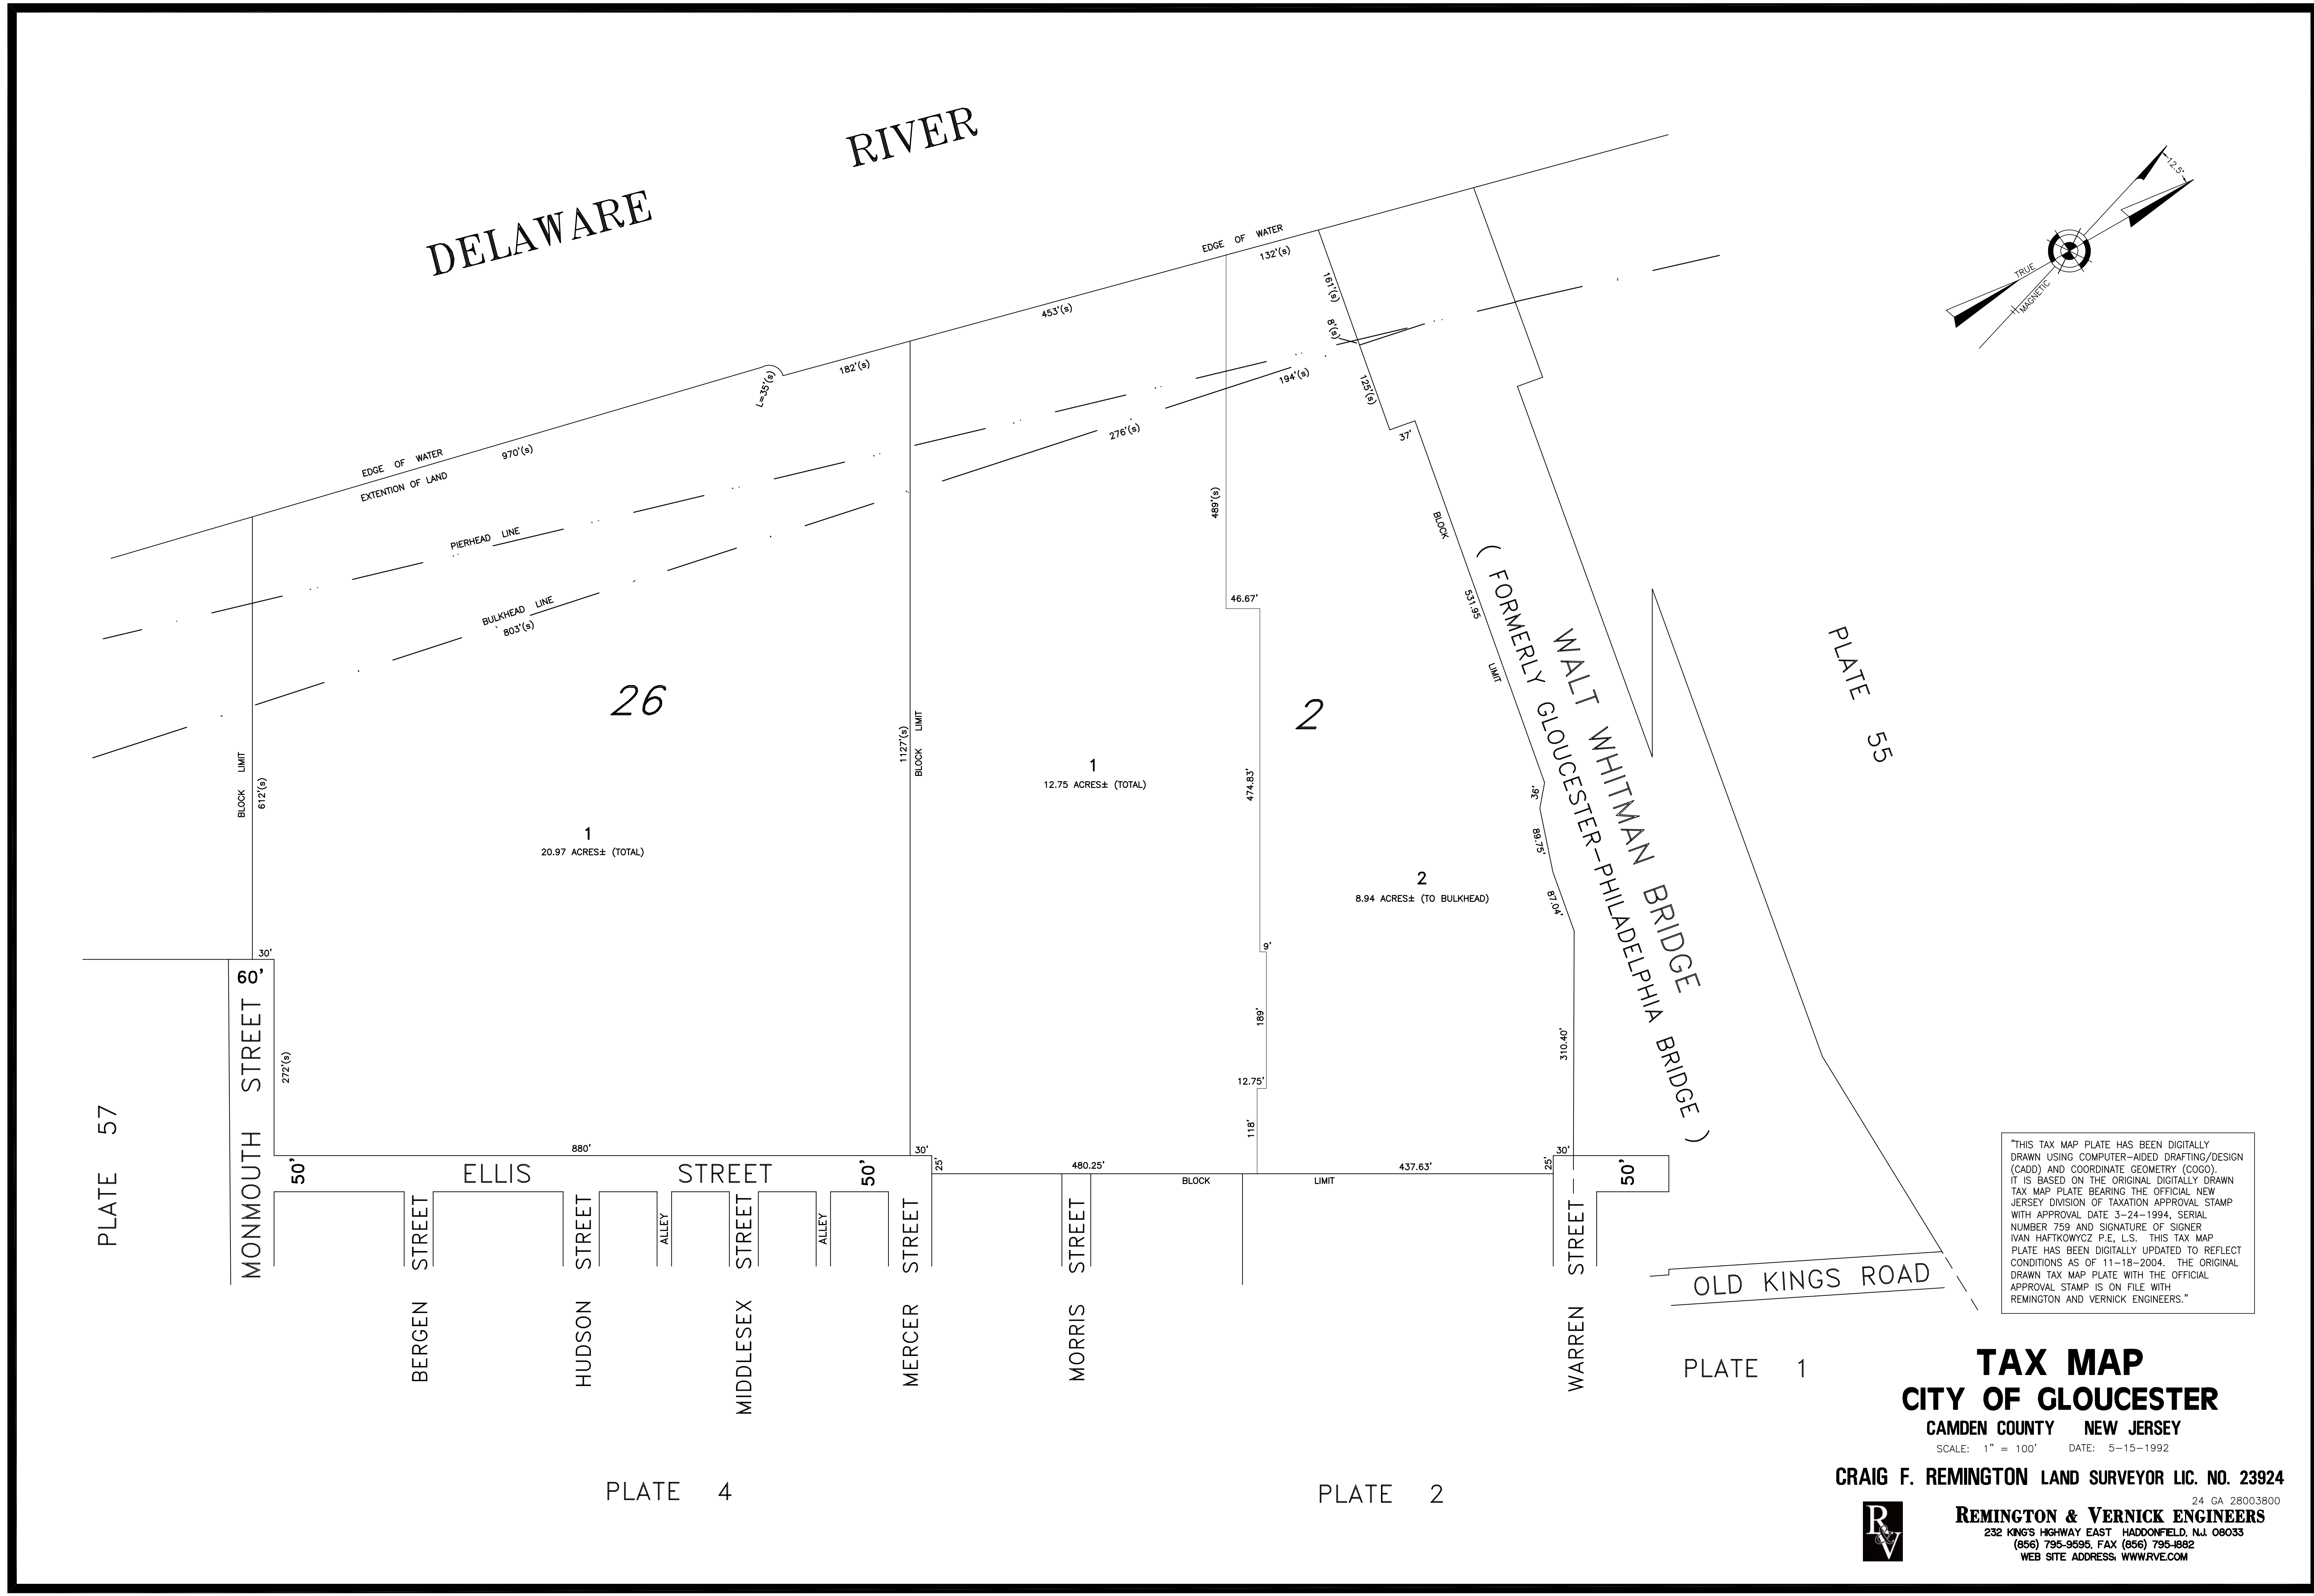 DELAWARE RIVER
12.5°
TRUE
MAGNETIC
EDGE OF WATER
132'(s)
161'(s)
8'(s)
125'(s)
37'
453'(s)
182'(s)
L=35'(s)
194'(s)
276'(s)
EDGE OF WATER
970'(s)
EXTENTION OF LAND
PIERHEAD LINE
BULKHEAD LINE
803'(s)
489'(s)
46.67'
BLOCK
531.95
LIMIT
( FORMERLY GLOUCESTER-PHILADELPHIA BRIDGE )
WALT WHITMAN BRIDGE
PLATE 55
26
2
BLOCK LIMIT
612'(s)
1127'(s)
BLOCK LIMIT
1
12.75 ACRES± (TOTAL)
474.83'
36'
89.75'
87.04'
1
20.97 ACRES± (TOTAL)
2
8.94 ACRES± (TO BULKHEAD)
9'
30'
60'
189'
310.40'
272'(s)
12.75'
118'
MONMOUTH STREET
PLATE 57
880'
30'
25'
50'
ELLIS STREET
50'
480.25'
437.63'
25'
30'
50'
BLOCK LIMIT
BERGEN STREET
HUDSON STREET
ALLEY
MIDDLESEX STREET
ALLEY
MERCER STREET
MORRIS STREET
WARREN STREET
OLD KINGS ROAD
PLATE 1
PLATE 4
PLATE 2
"THIS TAX MAP PLATE HAS BEEN DIGITALLY
DRAWN USING COMPUTER-AIDED DRAFTING/DESIGN
(CADD) AND COORDINATE GEOMETRY (COGO).
IT IS BASED ON THE ORIGINAL DIGITALLY DRAWN
TAX MAP PLATE BEARING THE OFFICIAL NEW
JERSEY DIVISION OF TAXATION APPROVAL STAMP
WITH APPROVAL DATE 3-24-1994, SERIAL
NUMBER 759 AND SIGNATURE OF SIGNER
IVAN HAFTKOWYCZ P.E, L.S. THIS TAX MAP
PLATE HAS BEEN DIGITALLY UPDATED TO REFLECT
CONDITIONS AS OF 11-18-2004. THE ORIGINAL
DRAWN TAX MAP PLATE WITH THE OFFICIAL
APPROVAL STAMP IS ON FILE WITH
REMINGTON AND VERNICK ENGINEERS."
TAX MAP
CITY OF GLOUCESTER
CAMDEN COUNTY NEW JERSEY
SCALE: 1" = 100' DATE: 5-15-1992
CRAIG F. REMINGTON LAND SURVEYOR LIC. NO. 23924
24 GA 28003800
R&V
REMINGTON & VERNICK ENGINEERS
232 KING'S HIGHWAY EAST HADDONFIELD, N.J. 08033
(856) 795-9595, FAX (856) 795-1882
WEB SITE ADDRESS: WWW.RVE.COM